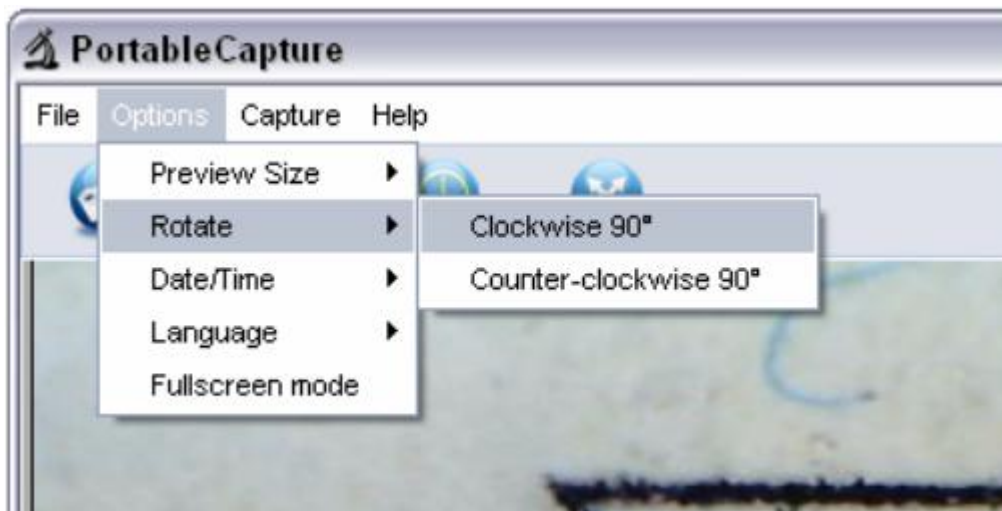 PortableCapture
File Options Capture Help
Preview Size
Rotate
Clockwise 90°
Date/Time
Counter-clockwise 90°
Language
Fullscreen mode